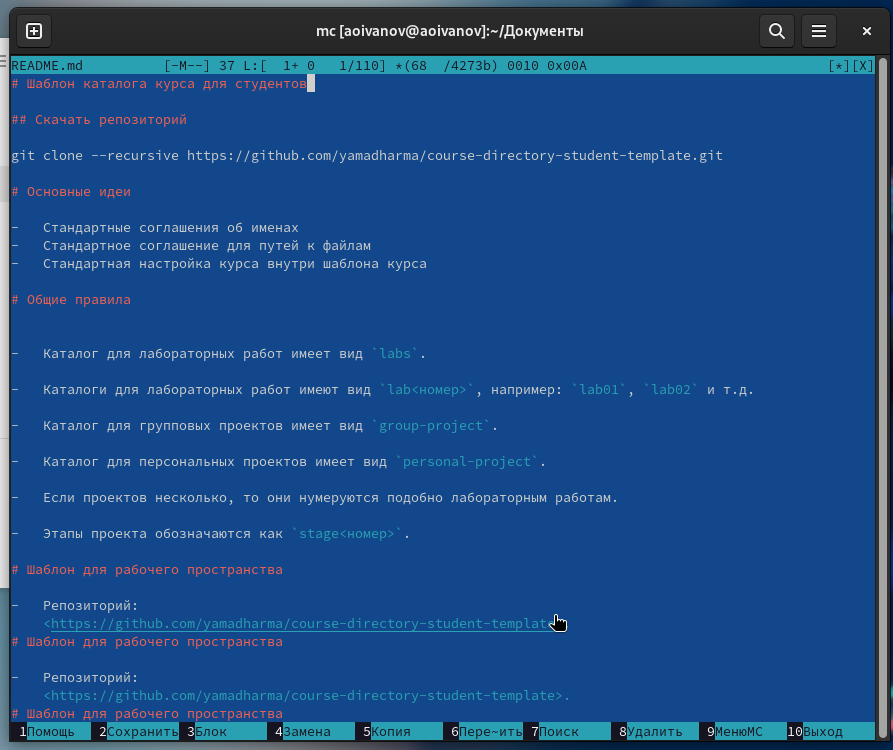 mc [aoivanov@aoivanov]:~/Документы
README.md [-M--] 37 L:[ 1+ 0 1/110] *(68 /4273b) 0010 0x00A [*][X]
# Шаблон каталога курса для студентов
## Скачать репозиторий
git clone --recursive https://github.com/yamadharma/course-directory-student-template.git
# Основные идеи
- Стандартные соглашения об именах
- Стандартное соглашение для путей к файлам
- Стандартная настройка курса внутри шаблона курса
# Общие правила
- Каталог для лабораторных работ имеет вид `labs`.
- Каталоги для лабораторных работ имеют вид `lab<номер>`, например: `lab01`, `lab02` и т.д.
- Каталог для групповых проектов имеет вид `group-project`.
- Каталог для персональных проектов имеет вид `personal-project`.
- Если проектов несколько, то они нумеруются подобно лабораторным работам.
- Этапы проекта обозначаются как `stage<номер>`.
# Шаблон для рабочего пространства
- Репозиторий:
<https://github.com/yamadharma/course-directory-student-templat
# Шаблон для рабочего пространства
- Репозиторий:
<https://github.com/yamadharma/course-directory-student-template>.
# Шаблон для рабочего пространства
1Помощь 2Сохранить 3Блок 4Замена 5Копия 6Пере~ить 7Поиск 8Удалить 9МенюМС 10Выход